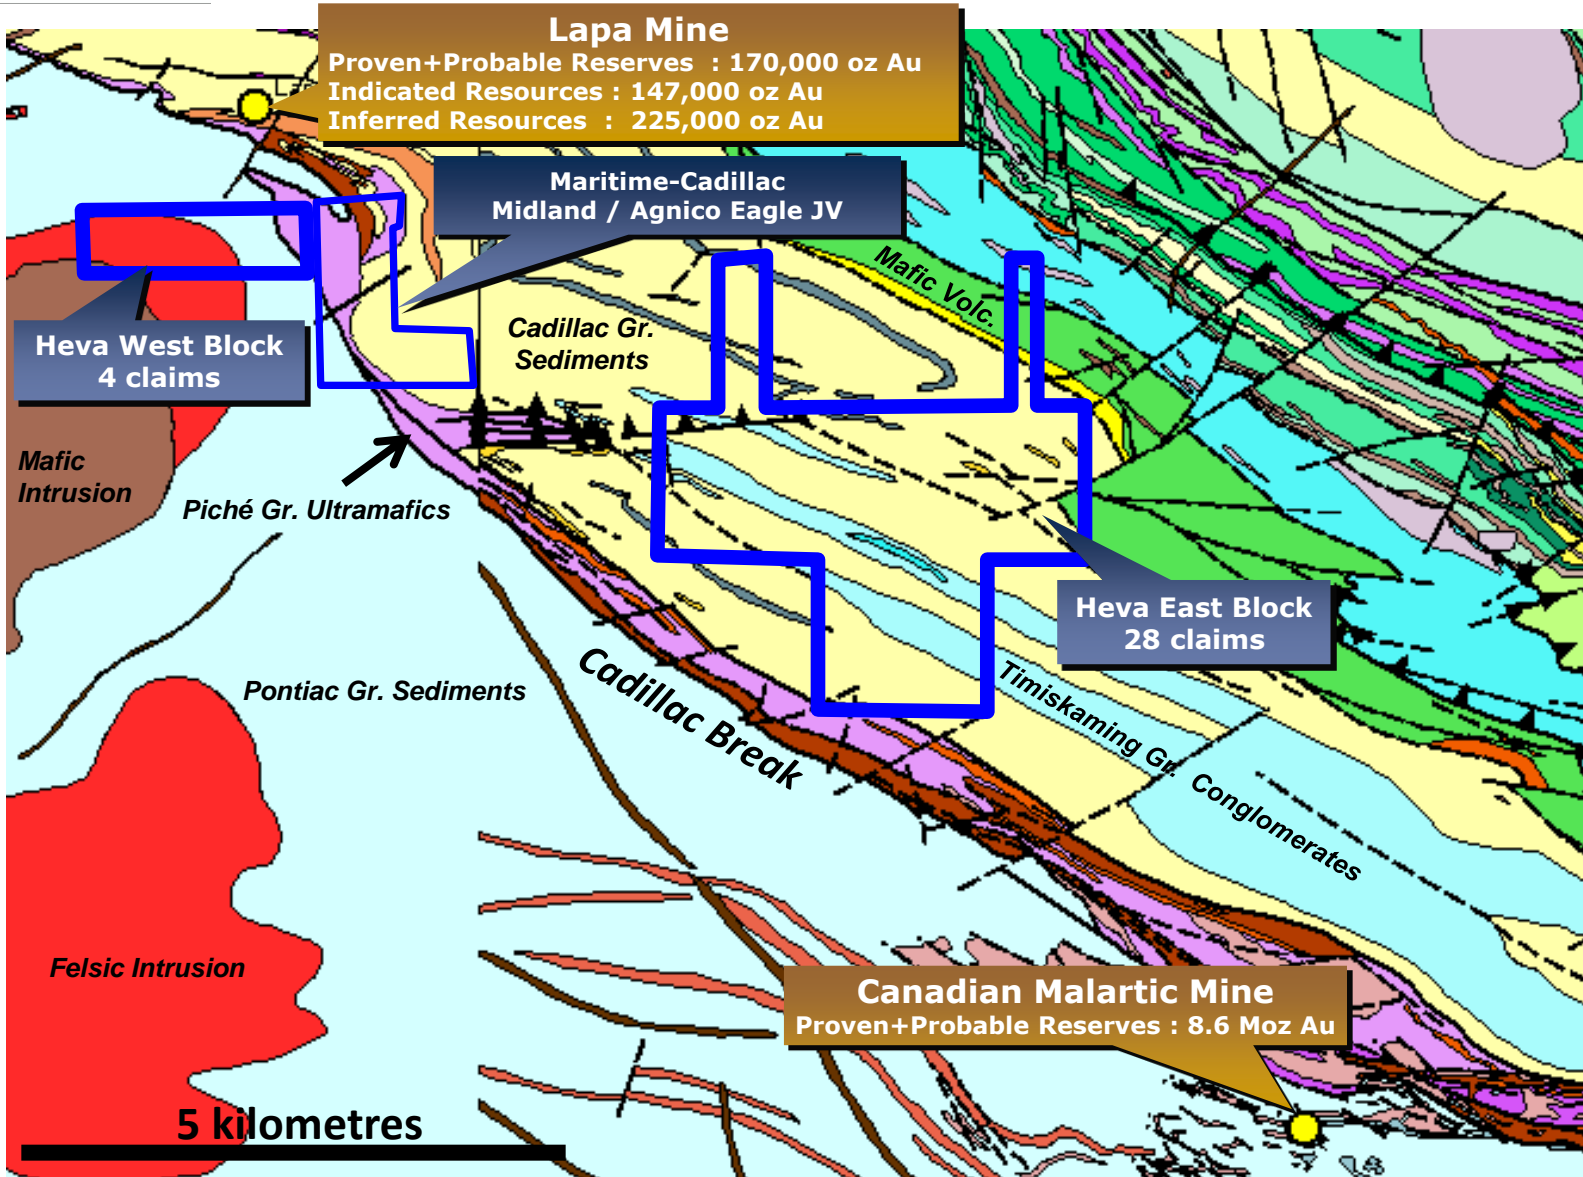 Lapa Mine
Proven+Probable Reserves : 170,000 oz Au
Indicated Resources : 147,000 oz Au
Inferred Resources : 225,000 oz Au
Maritime-Cadillac
Midland / Agnico Eagle JV
Mafic Volc.
Heva West Block
4 claims
Cadillac Gr.
Sediments
Mafic
Intrusion
Piché Gr. Ultramafics
Heva East Block
28 claims
Pontiac Gr. Sediments
Cadillac Break
Timiskaming Gr. Conglomerates
Felsic Intrusion
Canadian Malartic Mine
Proven+Probable Reserves : 8.6 Moz Au
5 kilometres